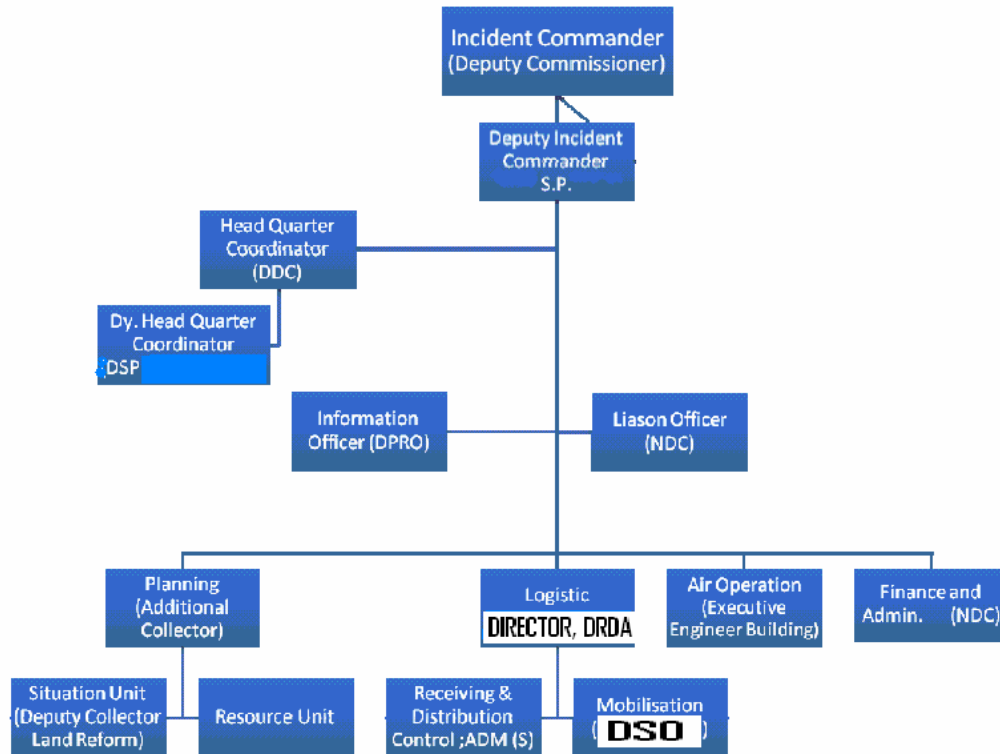 Incident Commander
(Deputy Commissioner)
Deputy Incident
Commander
S.P.
Head Quarter
Coordinator
(DDC)
Dy. Head Quarter
Coordinator
(DSP
Information
Officer (DPRO)
Liason Officer
(NDC)
Planning
(Additional
Collector)
Logistic
DIRECTOR, DRDA
Air Operation
(Executive
Engineer Building)
Finance and
Admin. (NDC)
Situation Unit
(Deputy Collector
Land Reform)
Resource Unit
Receiving &
Distribution
Control ;ADM (S)
Mobilisation
( DSO )